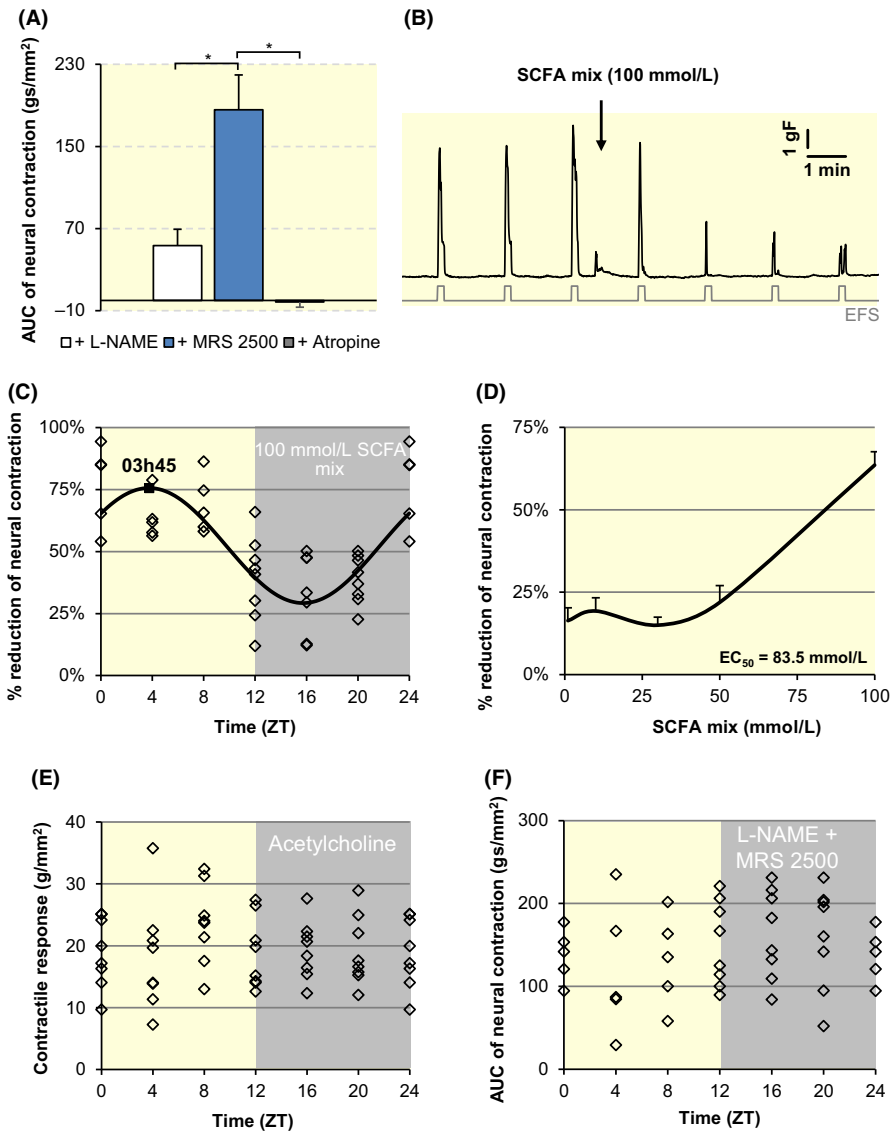 (A)
*
*
AUC of neural contraction (gs/mm²)
230
150
70
–10
+ L-NAME + MRS 2500 + Atropine
(B)
SCFA mix (100 mmol/L)
1 gF
1 min
EFS
(C)
% reduction of neural contraction
100%
75%
50%
25%
0%
03h45
100 mmol/L SCFA
mix
0 4 8 12 16 20 24
Time (ZT)
(D)
% reduction of neural contraction
75%
50%
25%
0%
EC₅₀ = 83.5 mmol/L
0 25 50 75 100
SCFA mix (mmol/L)
(E)
Contractile response (g/mm²)
40
30
20
10
0
Acetylcholine
0 4 8 12 16 20 24
Time (ZT)
(F)
AUC of neural contraction (gs/mm²)
300
200
100
0
L-NAME +
MRS 2500
0 4 8 12 16 20 24
Time (ZT)